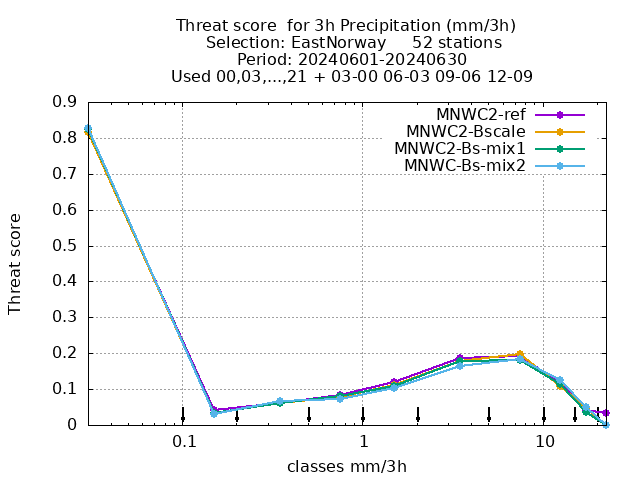 Threat score  for 3h Precipitation (mm/3h)
Selection: EastNorway     52 stations
Period: 20240601-20240630
Used 00,03,...,21 + 03-00 06-03 09-06 12-09
MNWC2-ref
MNWC2-Bscale
MNWC2-Bs-mix1
MNWC-Bs-mix2
Threat score
0.9
0.8
0.7
0.6
0.5
0.4
0.3
0.2
0.1
0
0.1 1 10
classes mm/3h